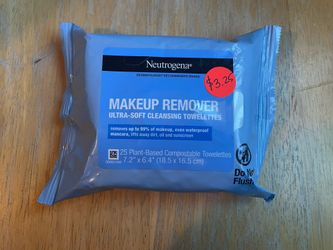 Neutrogena®
DERMATOLOGIST RECOMMENDED BRAND
$3.25
MAKEUP REMOVER
ULTRA-SOFT CLEANSING TOWELETTES
removes up to 99% of makeup, even waterproof
mascara, lifts away dirt, oil and sunscreen
25 Plant-Based Compostable Towelettes
7.2" x 6.4" (18.5 x 16.5 cm)
Do
Flush